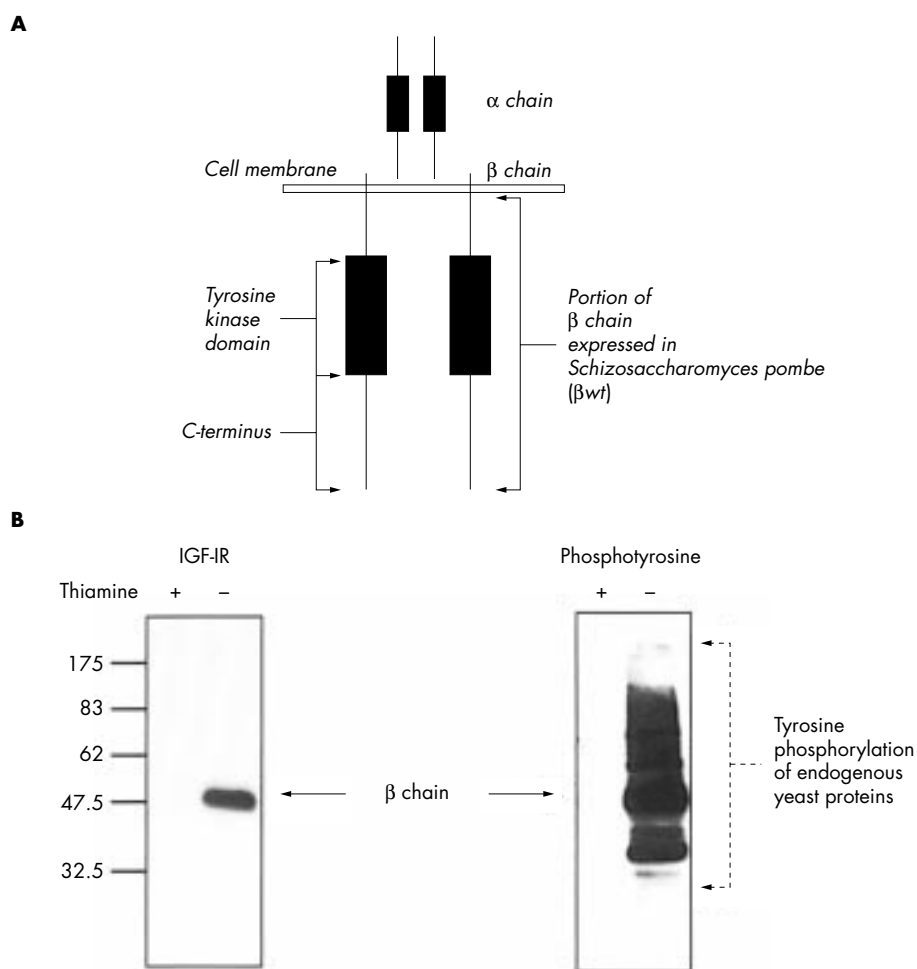 A
α chain
Cell membrane
β chain
Tyrosine
kinase
domain
C-terminus
Portion of
β chain
expressed in
Schizosaccharomyces pombe
(βwt)
B
IGF-IR
Phosphotyrosine
Thiamine + –
+ –
175
83
62
47.5
32.5
β chain
Tyrosine
phosphorylation
of endogenous
yeast proteins